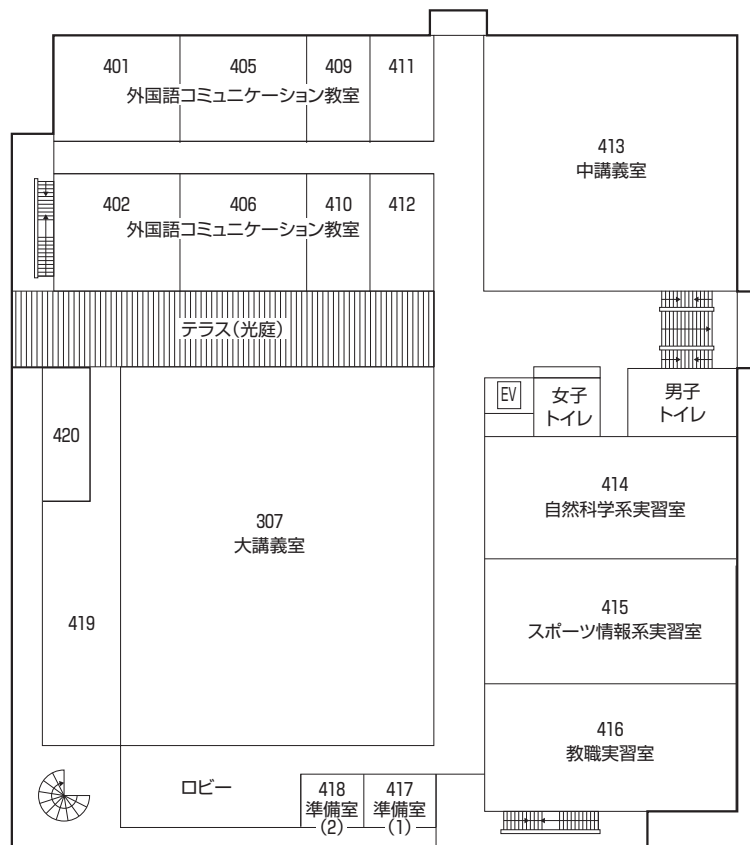 401
405
409
411
外国語コミュニケーション教室
413
中講義室
402
406
410
412
外国語コミュニケーション教室
テラス(光庭)
EV
女子
トイレ
男子
トイレ
420
414
自然科学系実習室
307
大講義室
419
415
スポーツ情報系実習室
416
教職実習室
ロビー
418
準備室
(2)
417
準備室
(1)